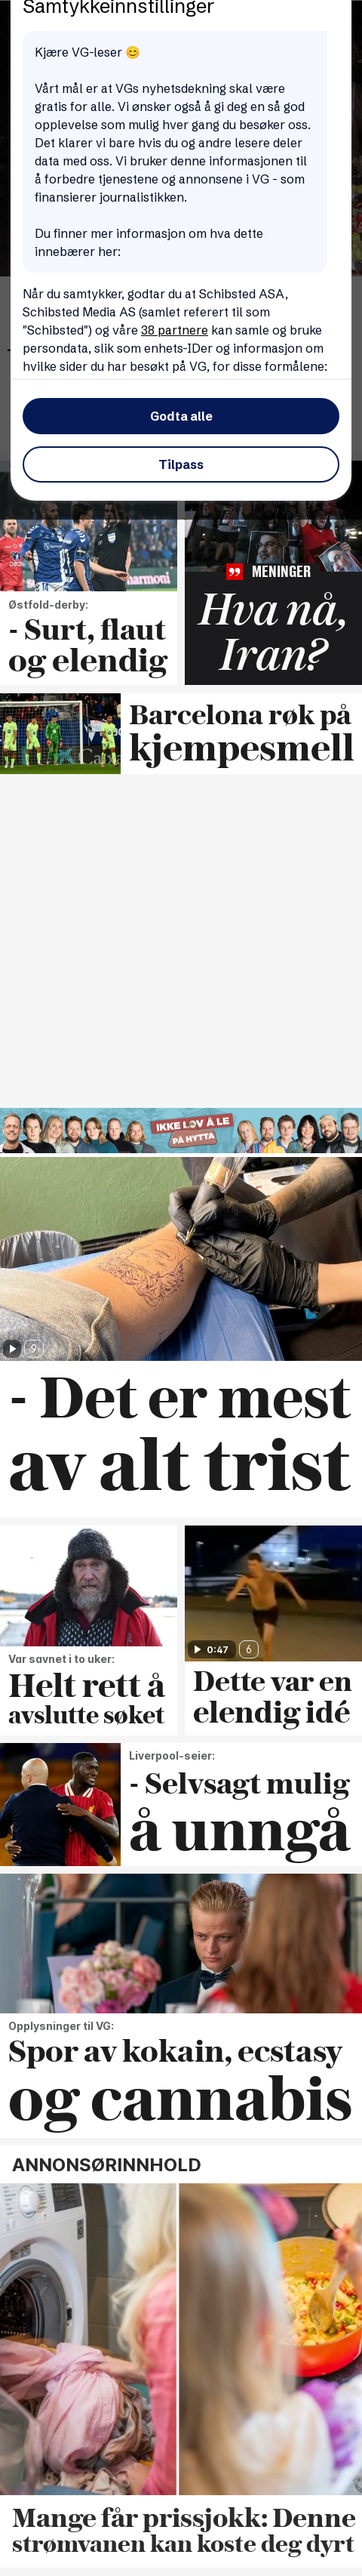 Samtykkeinnstillinger
Kjære VG-leser 😊
Vårt mål er at VGs nyhetsdekning skal være
gratis for alle. Vi ønsker også å gi deg en så god
opplevelse som mulig hver gang du besøker oss.
Det klarer vi bare hvis du og andre lesere deler
data med oss. Vi bruker denne informasjonen til
å forbedre tjenestene og annonsene i VG - som
finansierer journalistikken.
Du finner mer informasjon om hva dette
innebærer her:
Når du samtykker, godtar du at Schibsted ASA,
Schibsted Media AS (samlet referert til som
"Schibsted") og våre 38 partnere kan samle og bruke
persondata, slik som enhets-IDer og informasjon om
hvilke sider du har besøkt på VG, for disse formålene:
Godta alle
Tilpass
Østfold-derby:
- Surt, flaut
og elendig
MENINGER
Hva nå,
Iran?
Barcelona røk på
kjempesmell
IKKE LOV Å LE
PÅ HYTTA
9
- Det er mest
av alt trist
Var savnet i to uker:
Helt rett å
avslutte søket
0:47
6
Dette var en
elendig idé
Liverpool-seier:
- Selvsagt mulig
å unngå
Opplysninger til VG:
Spor av kokain, ecstasy
og cannabis
ANNONSØRINNHOLD
Mange får prissjokk: Denne
strømvanen kan koste deg dyrt